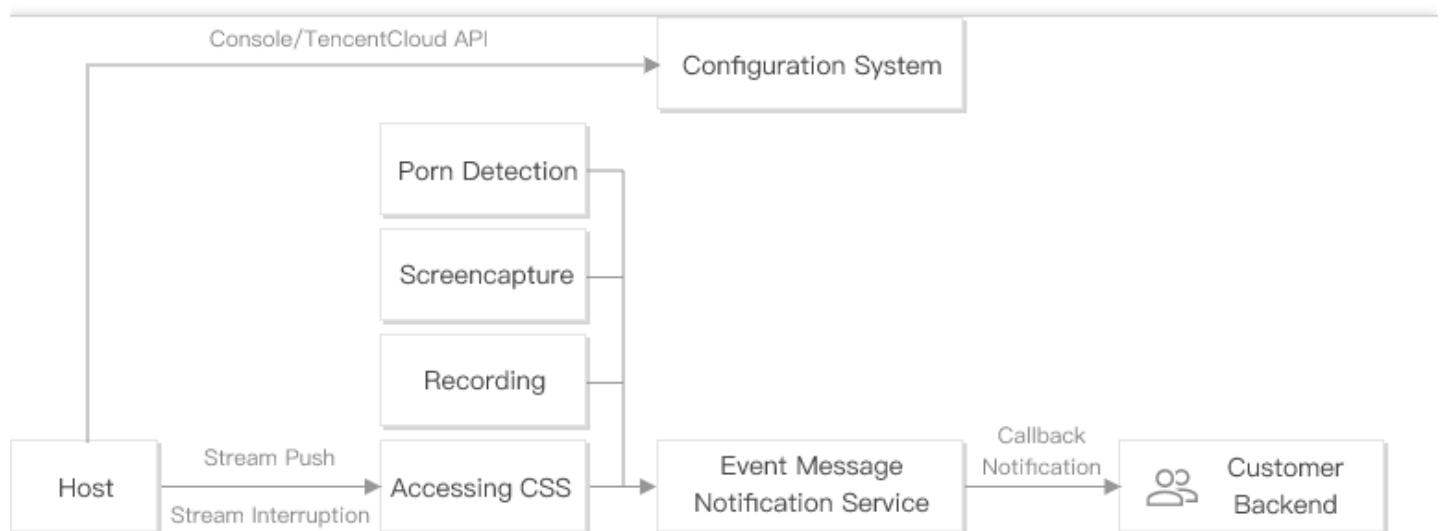 Console/TencentCloud API
Configuration System
Porn Detection
Screencapture
Recording
Host
Stream Push
Stream Interruption
Accessing CSS
Event Message
Notification Service
Callback
Notification
Customer
Backend